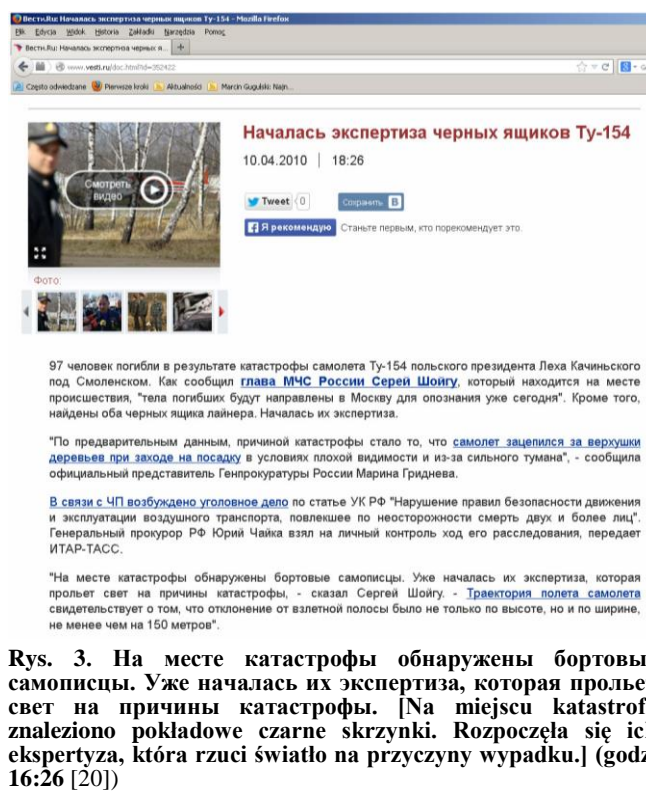 Вести.Ru: Началась экспертиза черных ящиков Ту-154 - Mozilla Firefox
Plik Edycja Widok Historia Zakładki Narzędzia Pomoc
Вести.Ru: Началась экспертиза черных я... +
www.vesti.ru/doc.html?id=352422
Często odwiedzane Pierwsze kroki Aktualności Marcin Gugulski: Najn...
Началась экспертиза черных ящиков Ту-154
10.04.2010 | 18:26
Смотреть
видео
Tweet 0 Сохранить B
Я рекомендую Станьте первым, кто порекомендует это.
Фото:
97 человек погибли в результате катастрофы самолета Ту-154 польского президента Леха Качиньского
под Смоленском. Как сообщил глава МЧС России Серей Шойгу, который находится на месте
происшествия, "тела погибших будут направлены в Москву для опознания уже сегодня". Кроме того,
найдены оба черных ящика лайнера. Началась их экспертиза.
"По предварительным данным, причиной катастрофы стало то, что самолет зацепился за верхушки
деревьев при заходе на посадку в условиях плохой видимости и из-за сильного тумана", - сообщила
официальный представитель Генпрокуратуры России Марина Гриднева.
В связи с ЧП возбуждено уголовное дело по статье УК РФ "Нарушение правил безопасности движения
и эксплуатации воздушного транспорта, повлекшее по неосторожности смерть двух и более лиц".
Генеральный прокурор РФ Юрий Чайка взял на личный контроль ход его расследования, передает
ИТАР-ТАСС.
"На месте катастрофы обнаружены бортовые самописцы. Уже началась их экспертиза, которая
прольет свет на причины катастрофы, - сказал Сергей Шойгу. - Траектория полета самолета
свидетельствует о том, что отклонение от взлетной полосы было не только по высоте, но и по ширине,
не менее чем на 150 метров".
Rys. 3. На месте катастрофы обнаружены бортовы
самописцы. Уже началась их экспертиза, которая пролье
свет на причины катастрофы. [Na miejscu katastrof
znaleziono pokładowe czarne skrzynki. Rozpoczęła się ic
ekspertyza, która rzuci światło na przyczyny wypadku.] (godz
16:26 [20])